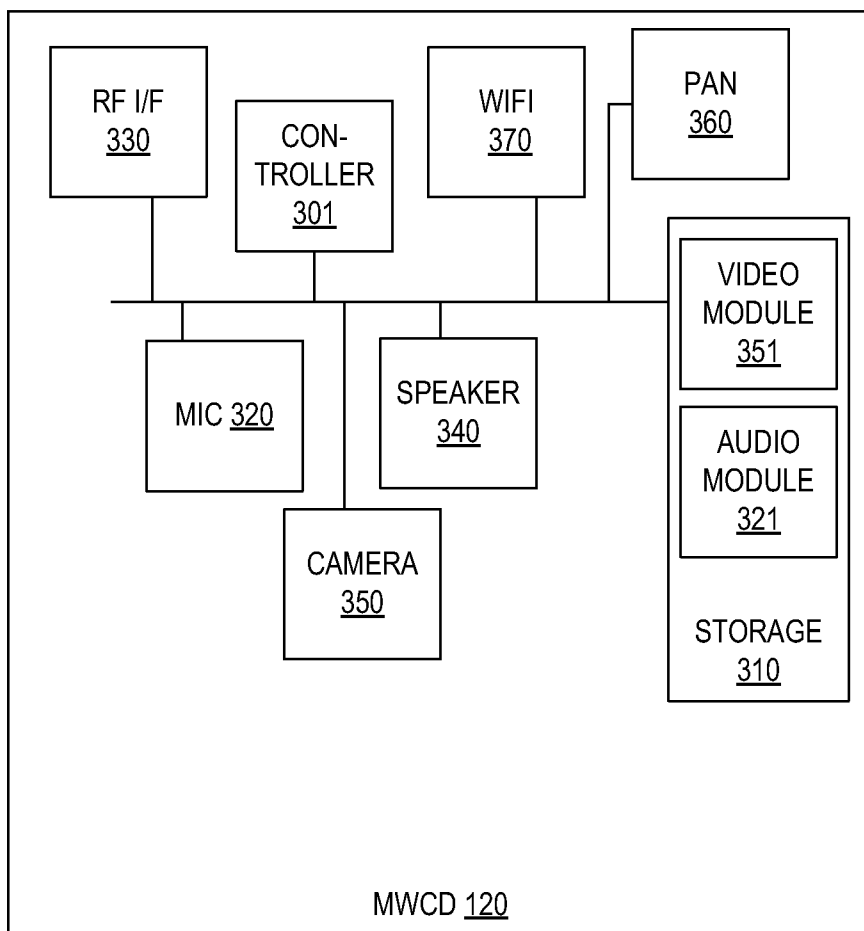 RF I/F
330
CON-
TROLLER
301
WIFI
370
PAN
360
VIDEO
MODULE
351
MIC 320
SPEAKER
340
AUDIO
MODULE
321
CAMERA
350
STORAGE
310
MWCD 120